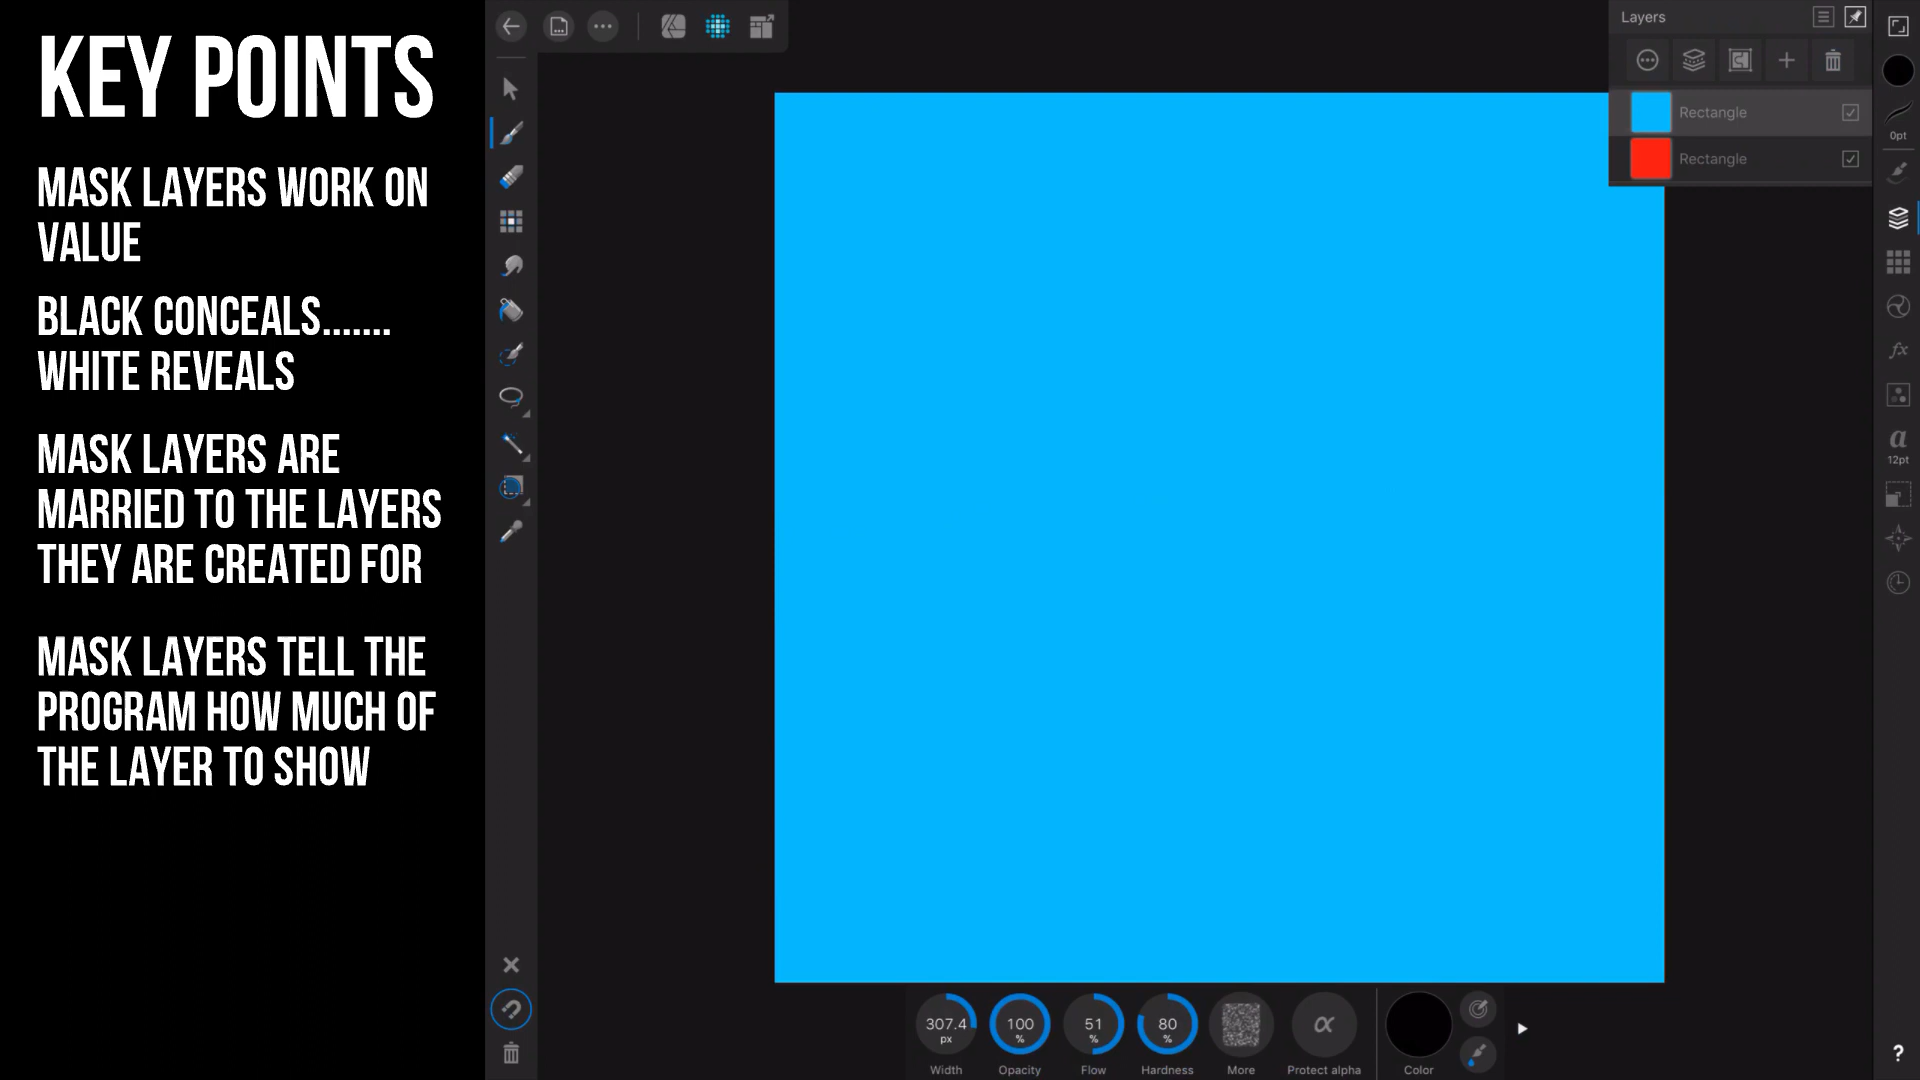 KEY POINTS
MASK LAYERS WORK ON
VALUE
BLACK CONCEALS.......
WHITE REVEALS
MASK LAYERS ARE
MARRIED TO THE LAYERS
THEY ARE CREATED FOR
MASK LAYERS TELL THE
PROGRAM HOW MUCH OF
THE LAYER TO SHOW
Layers
Rectangle
Rectangle
0pt
fx
a
12pt
307.4
px
Width
100
%
Opacity
51
%
Flow
80
%
Hardness
More
α
Protect alpha
Color
?